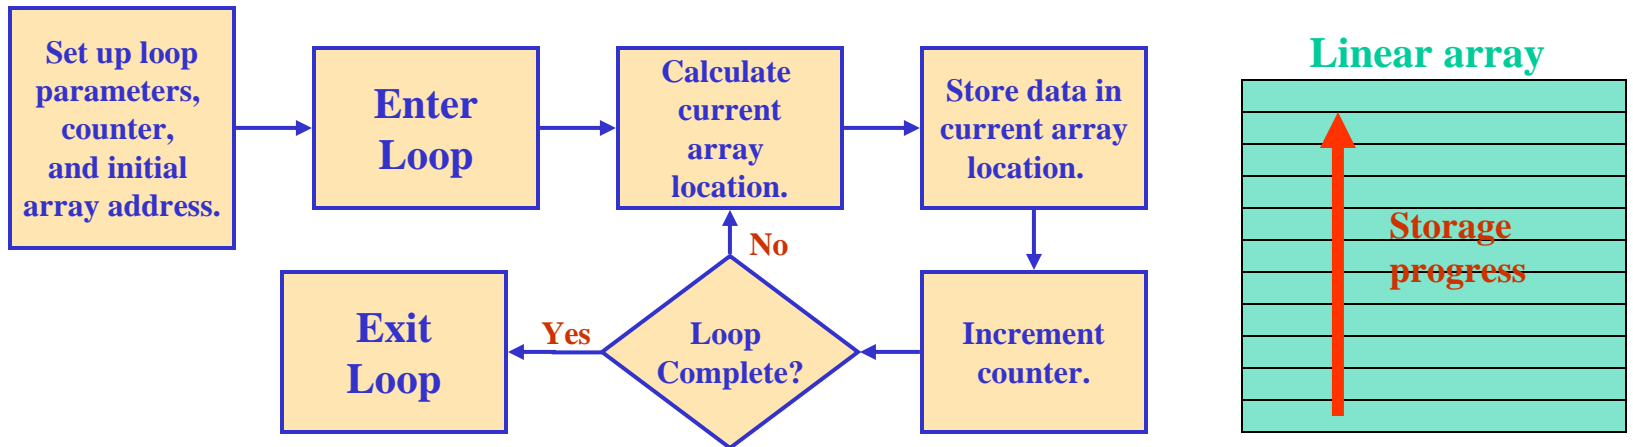 Set up loop
parameters,
counter,
and initial
array address.
Enter
Loop
Calculate
current
array
location.
Store data in
current array
location.
Increment
counter.
Loop
Complete?
No
Yes
Exit
Loop
Linear array
Storage
progress